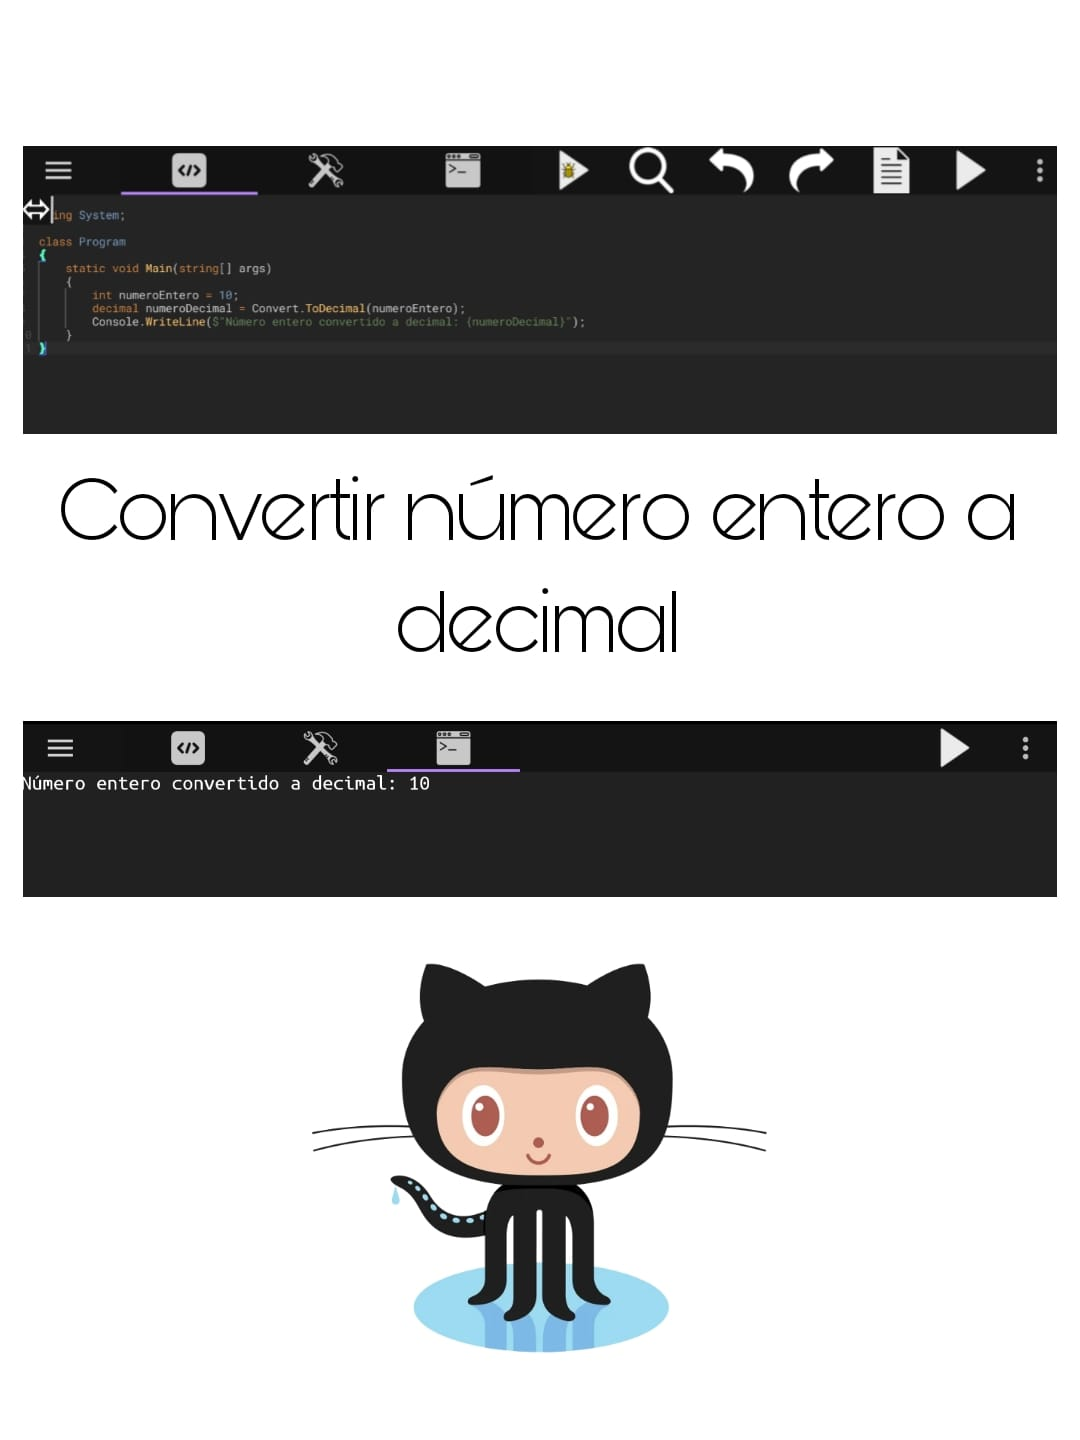 ing System;
class Program
{
static void Main(string[] args)
{
int numeroEntero = 10;
decimal numeroDecimal = Convert.ToDecimal(numeroEntero);
Console.WriteLine($"Número entero convertido a decimal: {numeroDecimal}");
}
}
Convertir número entero a
decimal
Número entero convertido a decimal: 10